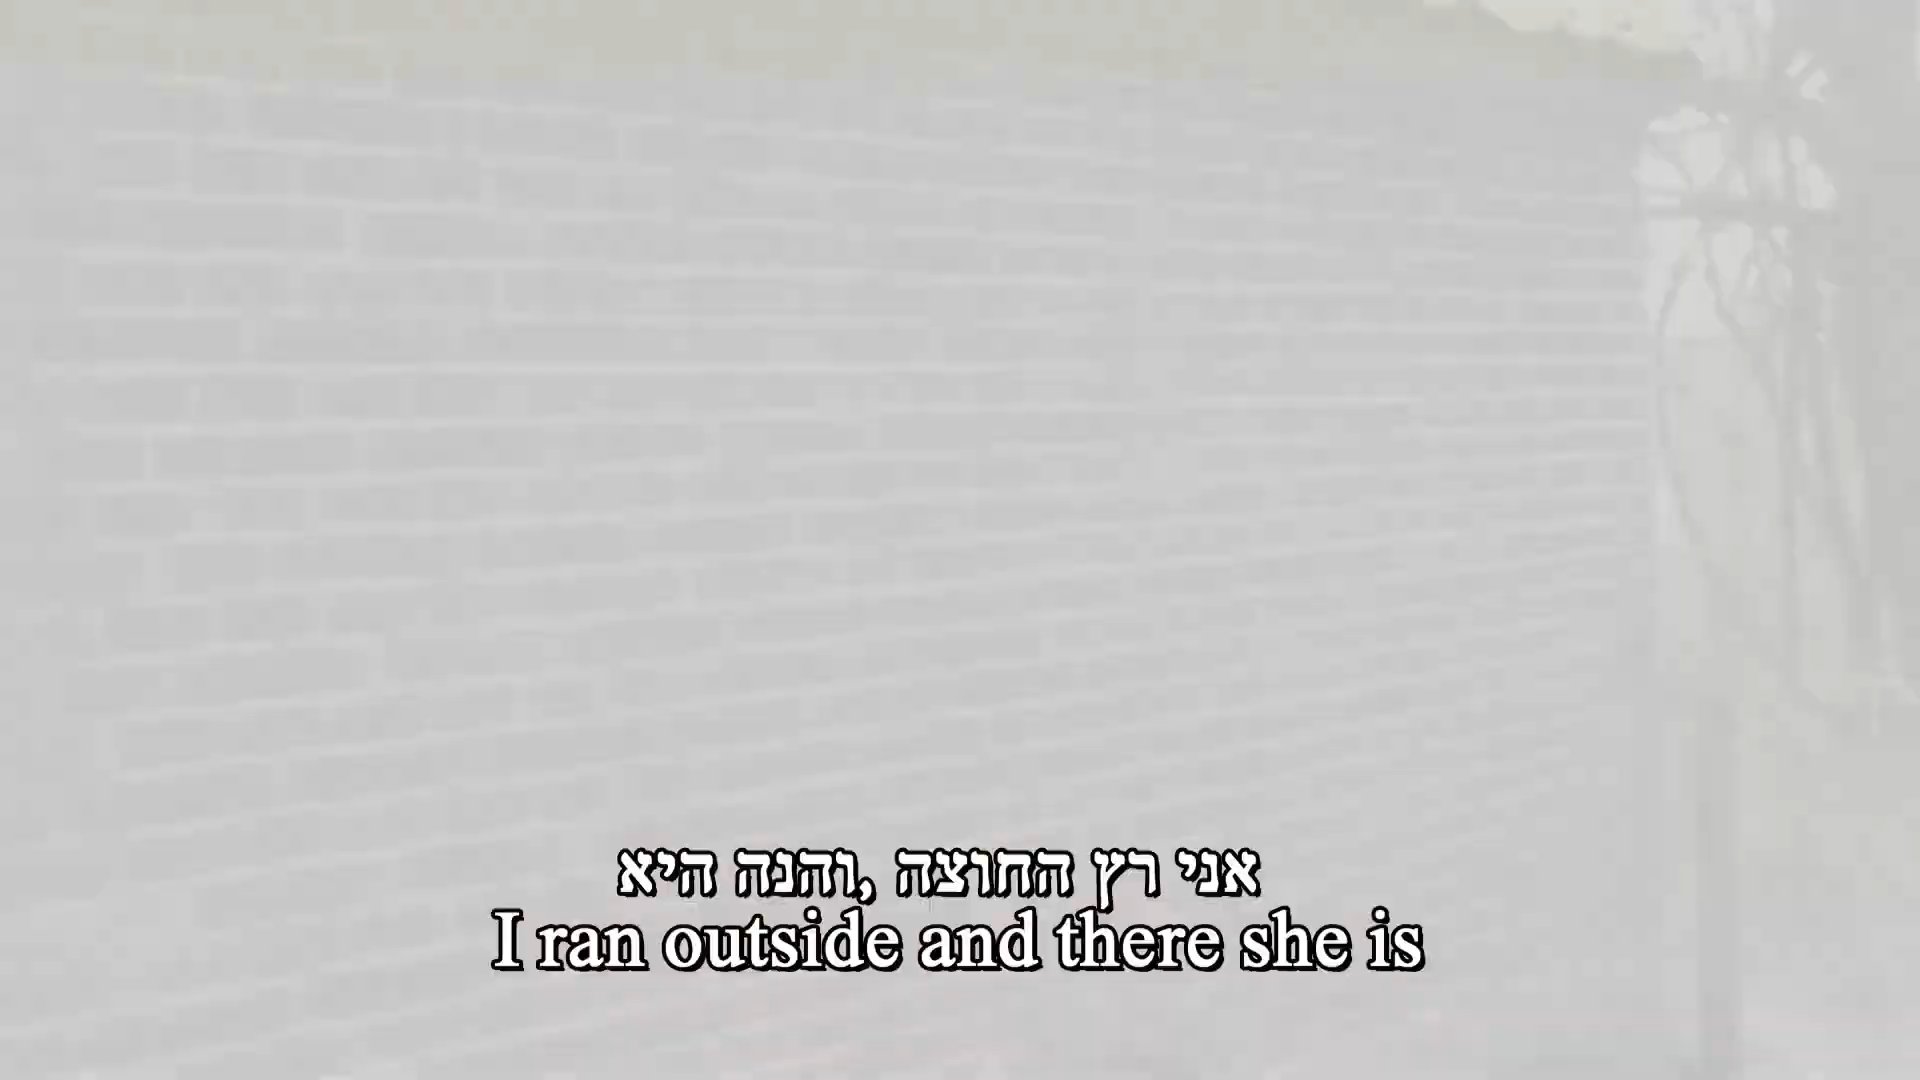 אני רץ החוצה, והנה היא
I ran outside and there she is